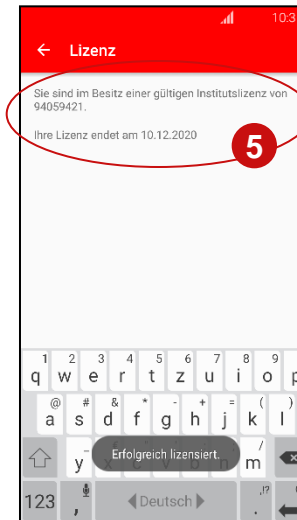 10:3
Lizenz
Sie sind im Besitz einer gültigen Institutslizenz von
94059421.
Ihre Lizenz endet am 10.12.2020
5
1 2 3 4 5 6 7 8 9
q w e r t z u i o p
@ # & * - + = ( )
a s d f g h j k l
y m /
Erfolgreich lizensiert.
123 , Deutsch . ,!?